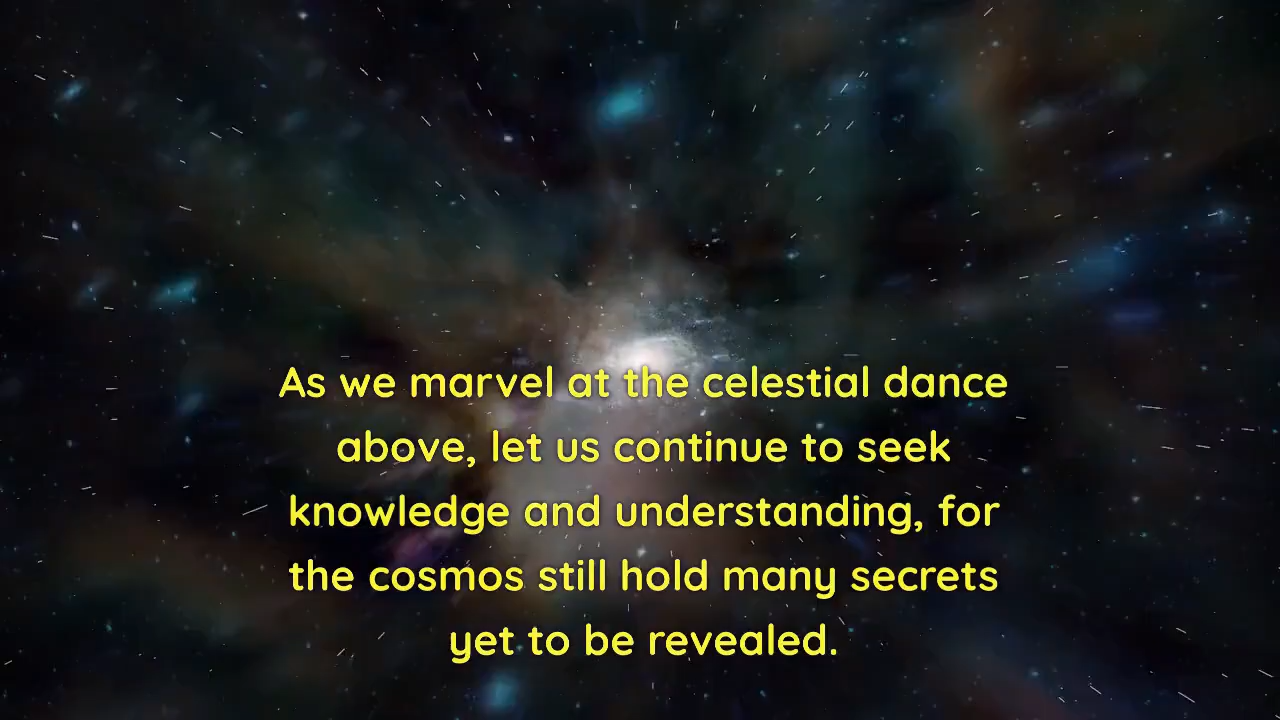 As we marvel at the celestial dance
above, let us continue to seek
knowledge and understanding, for
the cosmos still hold many secrets
yet to be revealed.